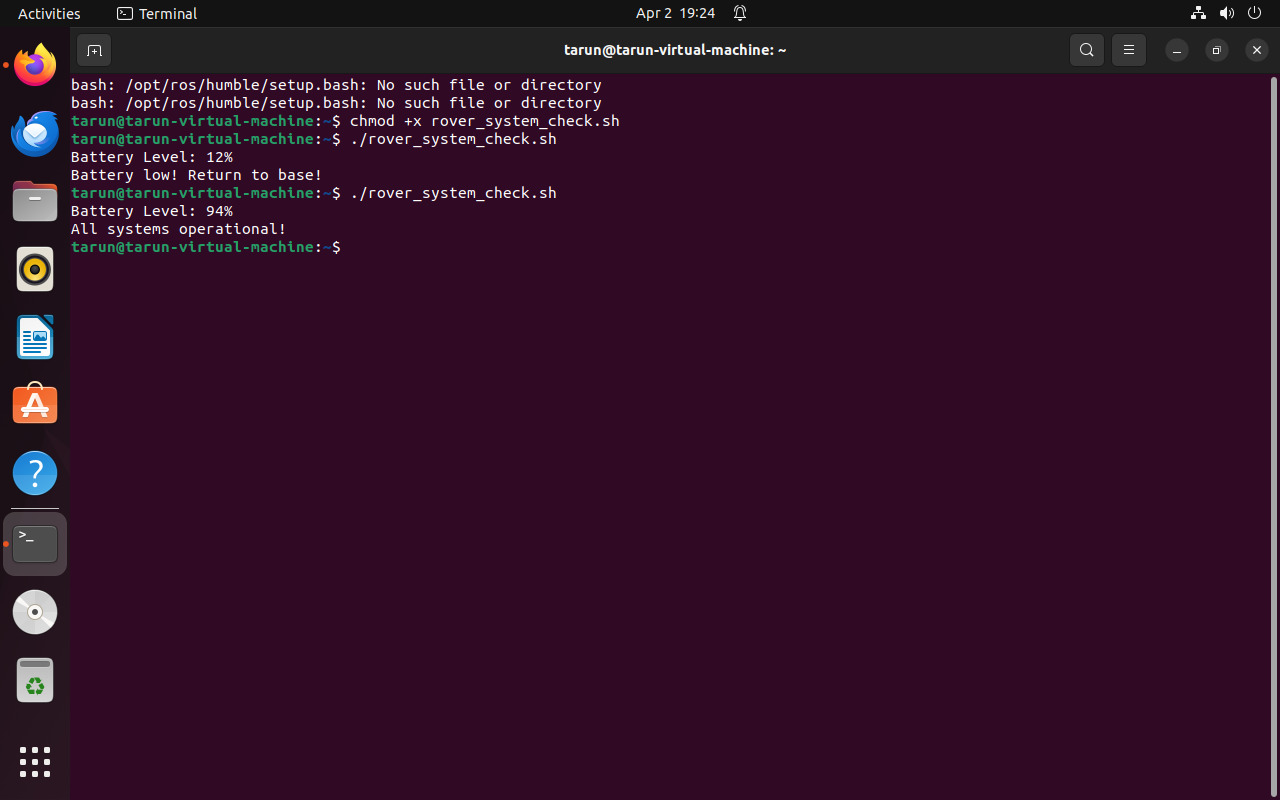 Activities
Terminal
Apr 2 19:24
tarun@tarun-virtual-machine: ~
bash: /opt/ros/humble/setup.bash: No such file or directory
bash: /opt/ros/humble/setup.bash: No such file or directory
tarun@tarun-virtual-machine:~$ chmod +x rover_system_check.sh
tarun@tarun-virtual-machine:~$ ./rover_system_check.sh
Battery Level: 12%
Battery low! Return to base!
tarun@tarun-virtual-machine:~$ ./rover_system_check.sh
Battery Level: 94%
All systems operational!
tarun@tarun-virtual-machine:~$